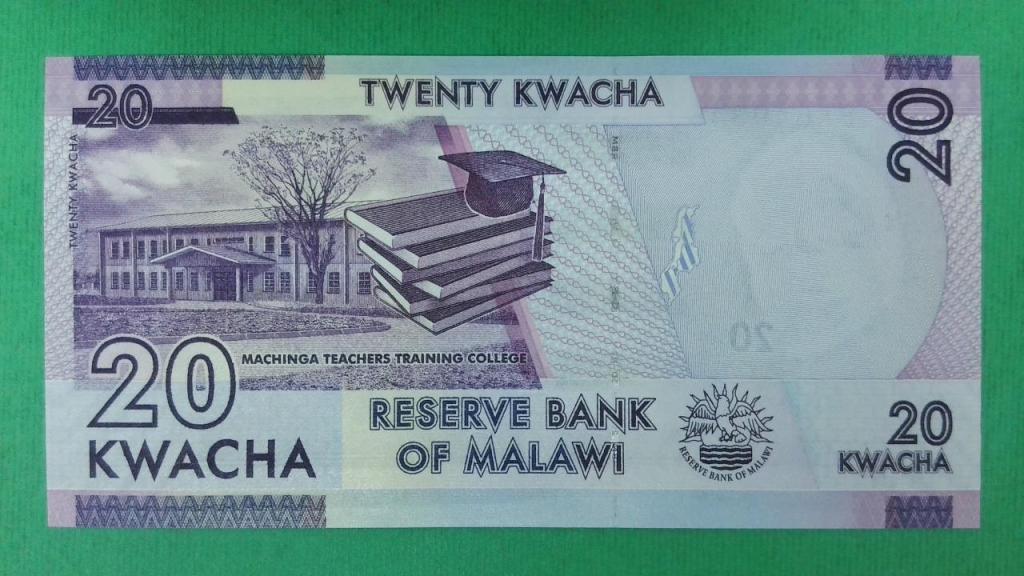 TWENTY KWACHA
20
20
TWENTY KWACHA
20
MACHINGA TEACHERS TRAINING COLLEGE
20
KWACHA
RESERVE BANK
OF MALAWI
RESERVE BANK OF MALAWI
20
KWACHA